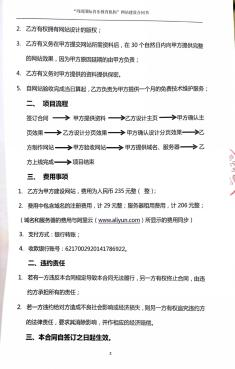 2. 乙方有权拥有网站设计的版权；
3. 乙方有义务在甲方提交网站所需资料后，在 30 个自然日内向甲方提供完整
的网站效果，因为甲方原因延期的由甲方负责；
4. 乙方有义务对甲方提供的资料提供保密。
5. 自网站验收完成当日算起，乙方负责为甲方提供一个月的免费技术维护服务；
二、 项目流程
签订合同 → 甲方提供资料 → 乙方设计主页 → 甲方确认主
页效果 → 乙方设计分页效果 → 甲方确认设计分页效果 → 乙
方制作网站 → 甲方验收网站 → 甲方提供域名、服务器 → 乙
方上线完成 → 项目结束
三、 费用事项
1. 乙方为甲方建设网站，费用为人民币 235 元整（ 整）；
2. 费用中包含域名的注册费用，计 29 元整；服务器租用费用，计 206 元整；
（域名和服务器的费用与阿里云（www.aliyun.com）所显示的费用同步）
3. 支付方式：银行转账；
4. 收款银行账号：6217002920141786922。
二、违约责任
1. 若有一方违反本合同规定导致本合同无法履行，另一方有权终止合同，由违
约方承担所有的责任；
2. 若一方违约给对方造成不良社会影响或经济损失，则另一方有权追究违约方
的法律责任，要求其消除影响，并作相应的经济赔偿。
三、本合同自签订之日起生效。
2